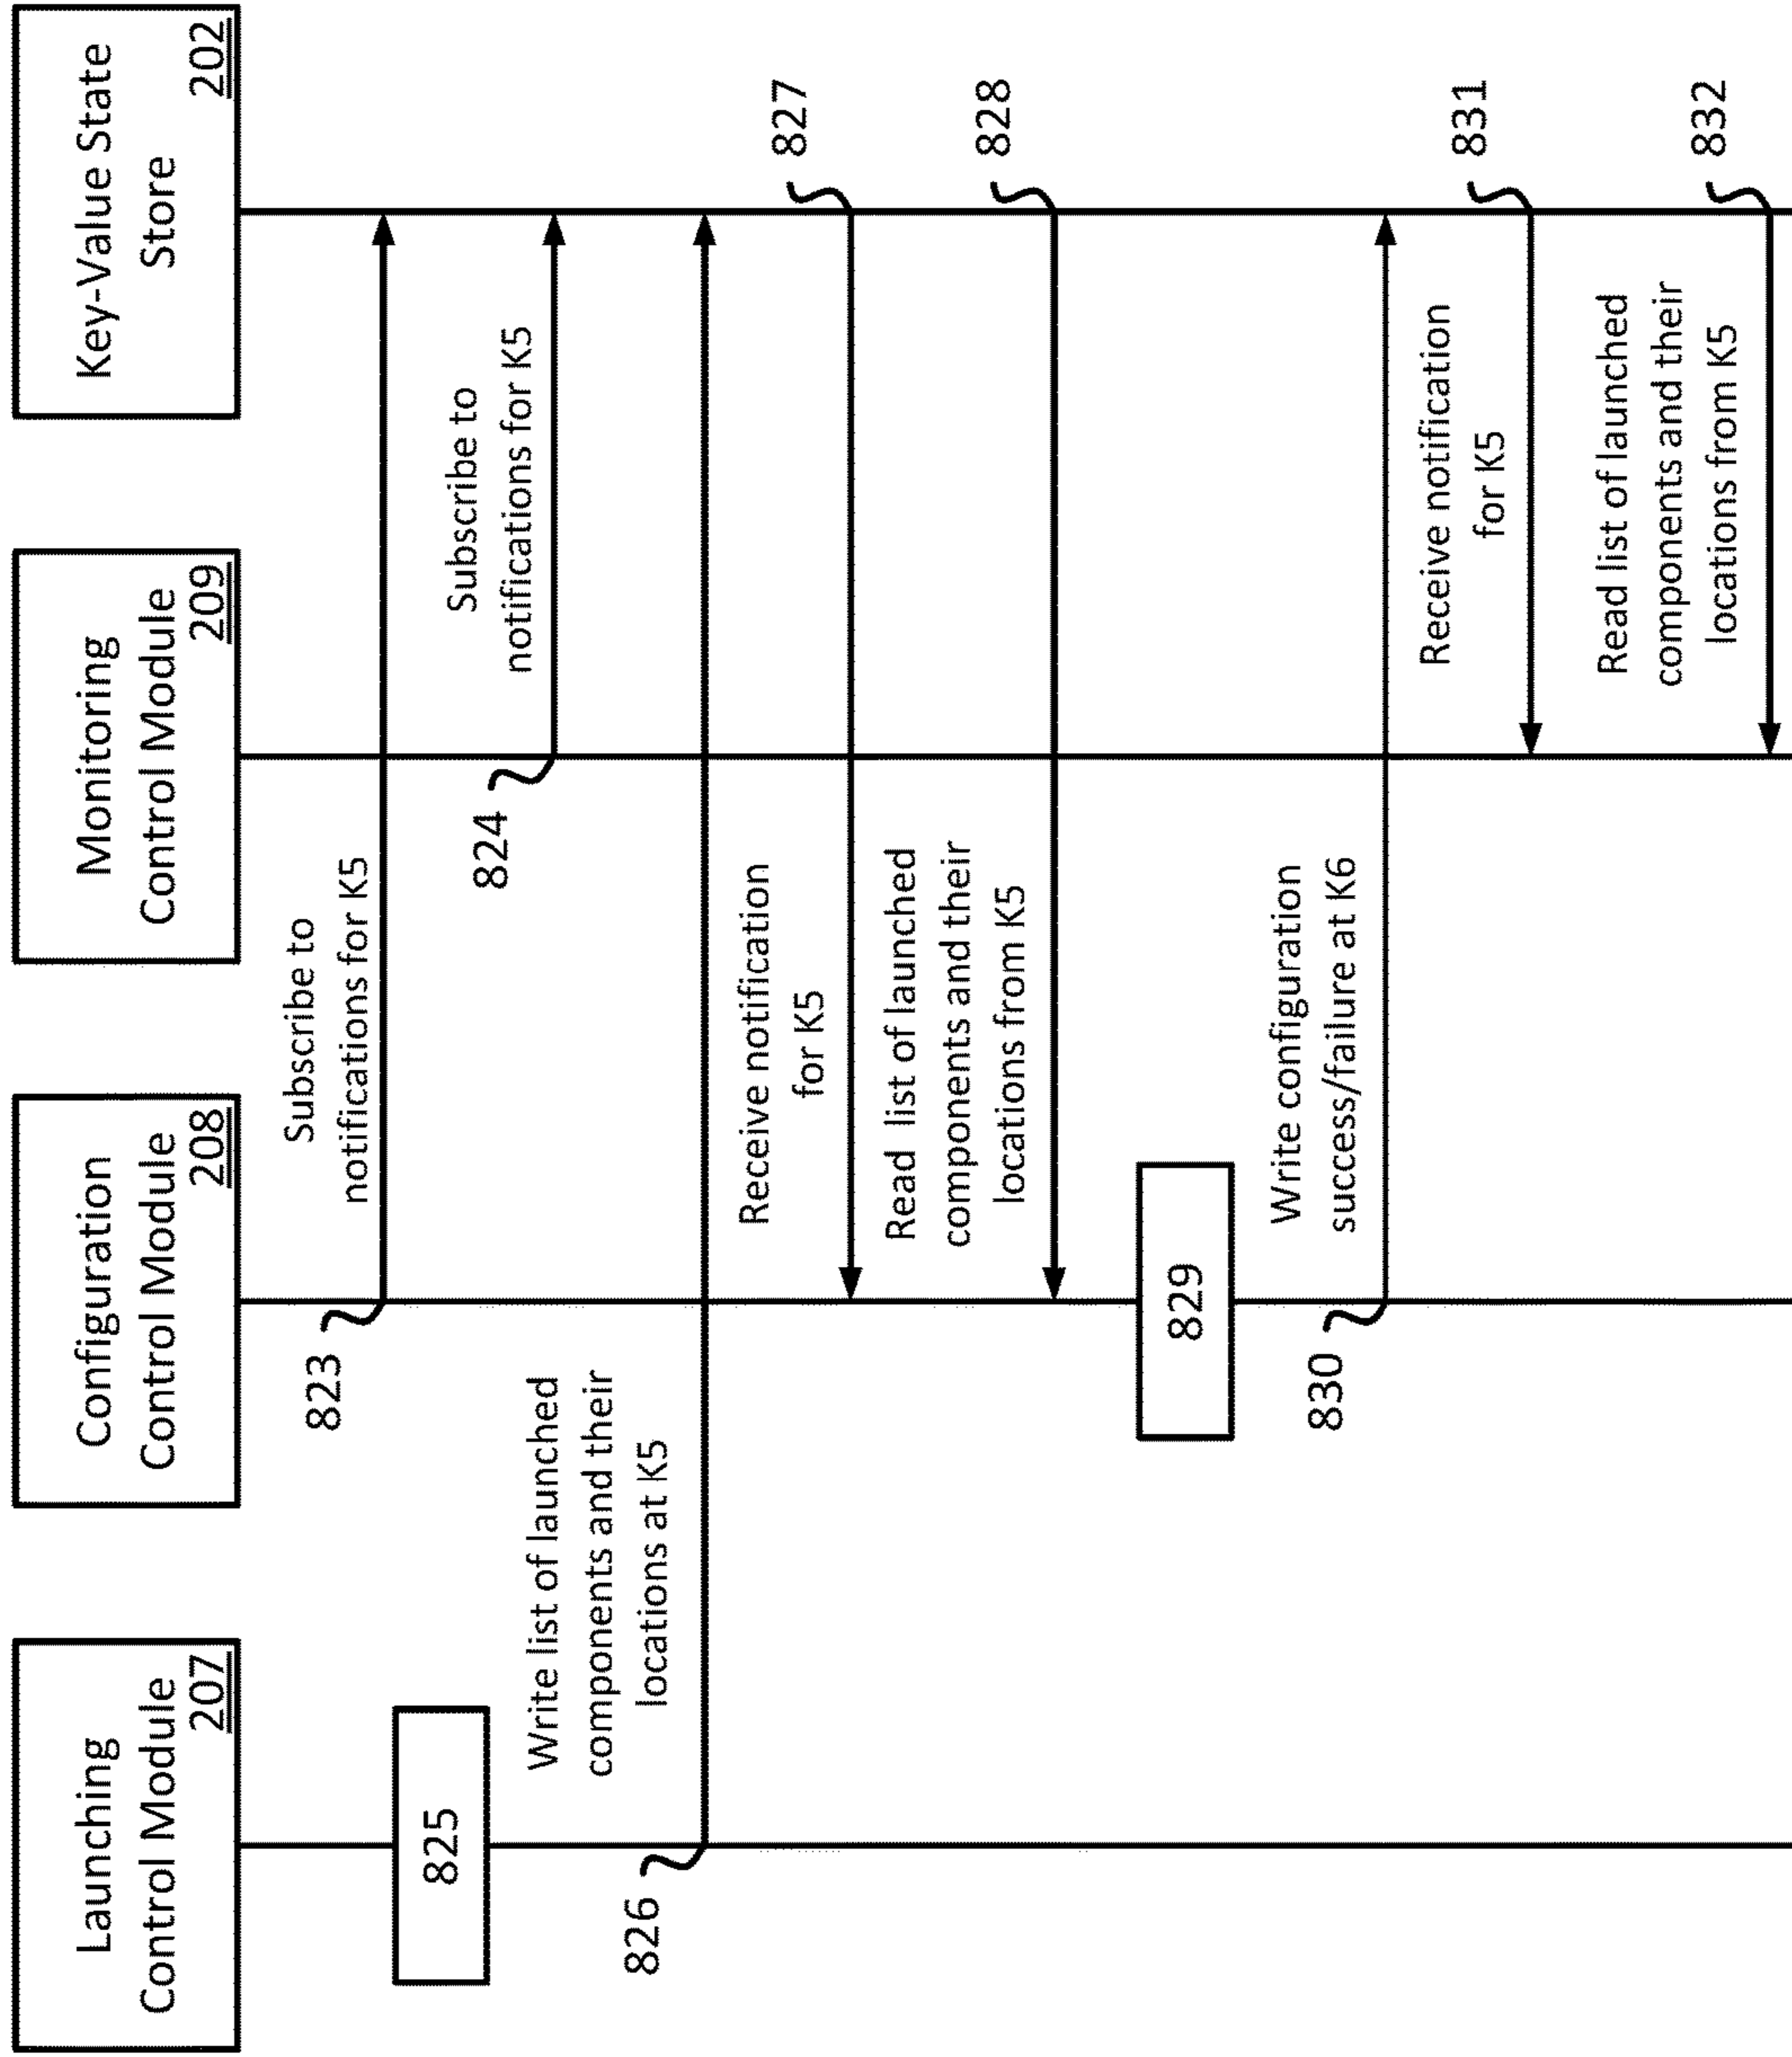 Launching
Control Module
207
Configuration
Control Module
208
Monitoring
Control Module
209
Key-Value State
Store
202
Subscribe to
notifications for K5
823
Subscribe to
notifications for K5
824
825
Write list of launched
components and their
locations at K5
826
Receive notification
for K5
827
Read list of launched
components and their
locations from K5
828
829
Write configuration
success/failure at K6
830
Receive notification
for K5
831
Read list of launched
components and their
locations from K5
832